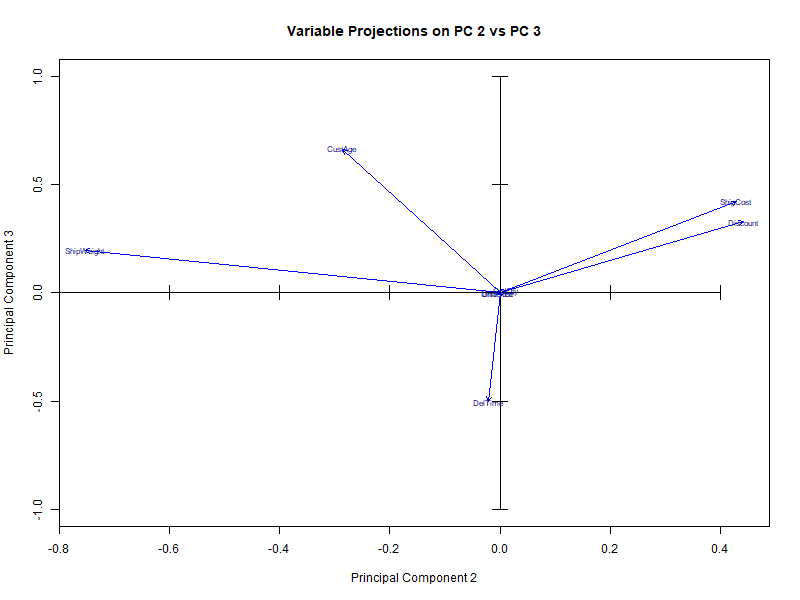 Variable Projections on PC 2 vs PC 3
1.0
CustAge
0.5
ShipCost
Discount
ShipWeight
Principal Component 3
0.0
-0.5
DelTime
-1.0
-0.8 -0.6 -0.4 -0.2 0.0 0.2 0.4
Principal Component 2